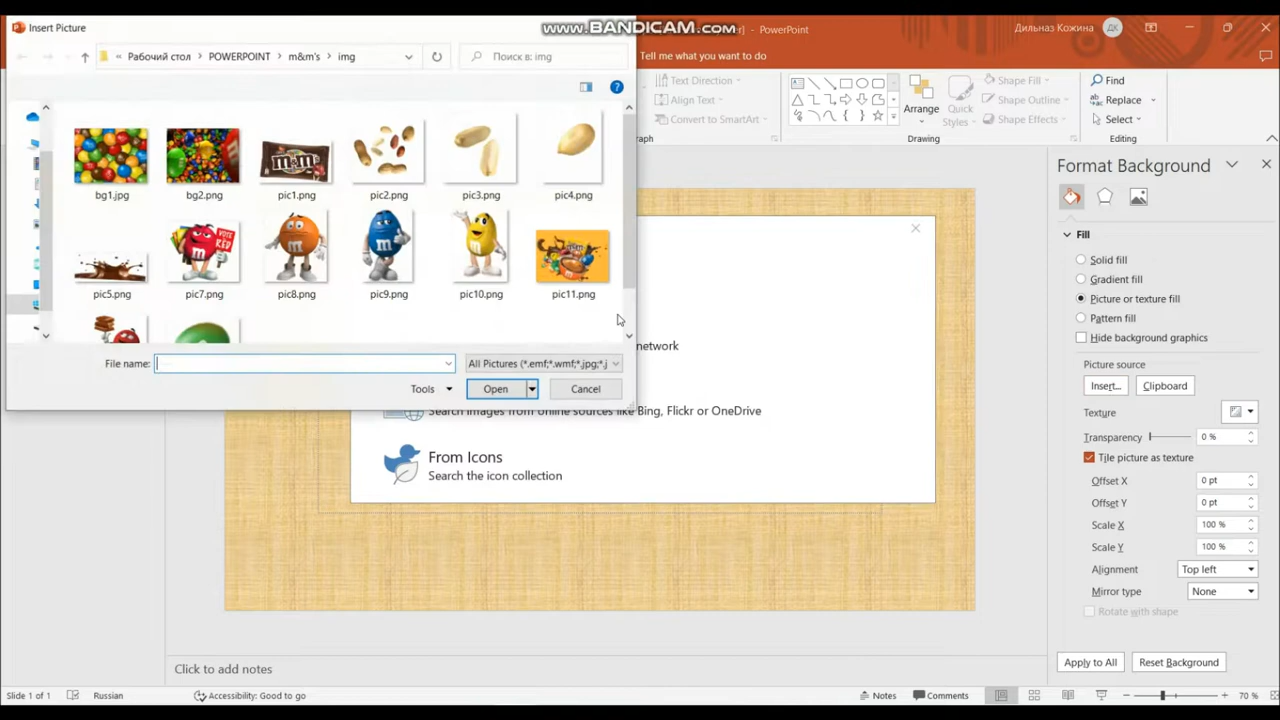 Insert Picture
www.BANDICAM.com
- PowerPoint
Дильназ Кожина
ДК
« Рабочий стол > POWERPOINT > m&m's > img
Поиск в: img
Tell me what you want to do
Text Direction
Align Text
Convert to SmartArt
Arrange
Quick
Styles
Shape Fill
Shape Outline
Shape Effects
Drawing
Find
Replace
Select
Editing
bg1.jpg
bg2.png
pic1.png
pic2.png
pic3.png
pic4.png
m&m's
VOTE
RED
m
pic5.png
pic7.png
pic8.png
pic9.png
pic10.png
pic11.png
File name:
All Pictures (*.emf;*.wmf;*.jpg;*.j
Tools
Open
Cancel
network
Search images from online sources like Bing, Flickr or OneDrive
From Icons
Search the icon collection
Format Background
Fill
Solid fill
Gradient fill
Picture or texture fill
Pattern fill
Hide background graphics
Picture source
Insert...
Clipboard
Texture
Transparency
0 %
Tile picture as texture
Offset X
0 pt
Offset Y
0 pt
Scale X
100 %
Scale Y
100 %
Alignment
Top left
Mirror type
None
Rotate with shape
Apply to All
Reset Background
Click to add notes
Slide 1 of 1
Russian
Accessibility: Good to go
Notes
Comments
70 %